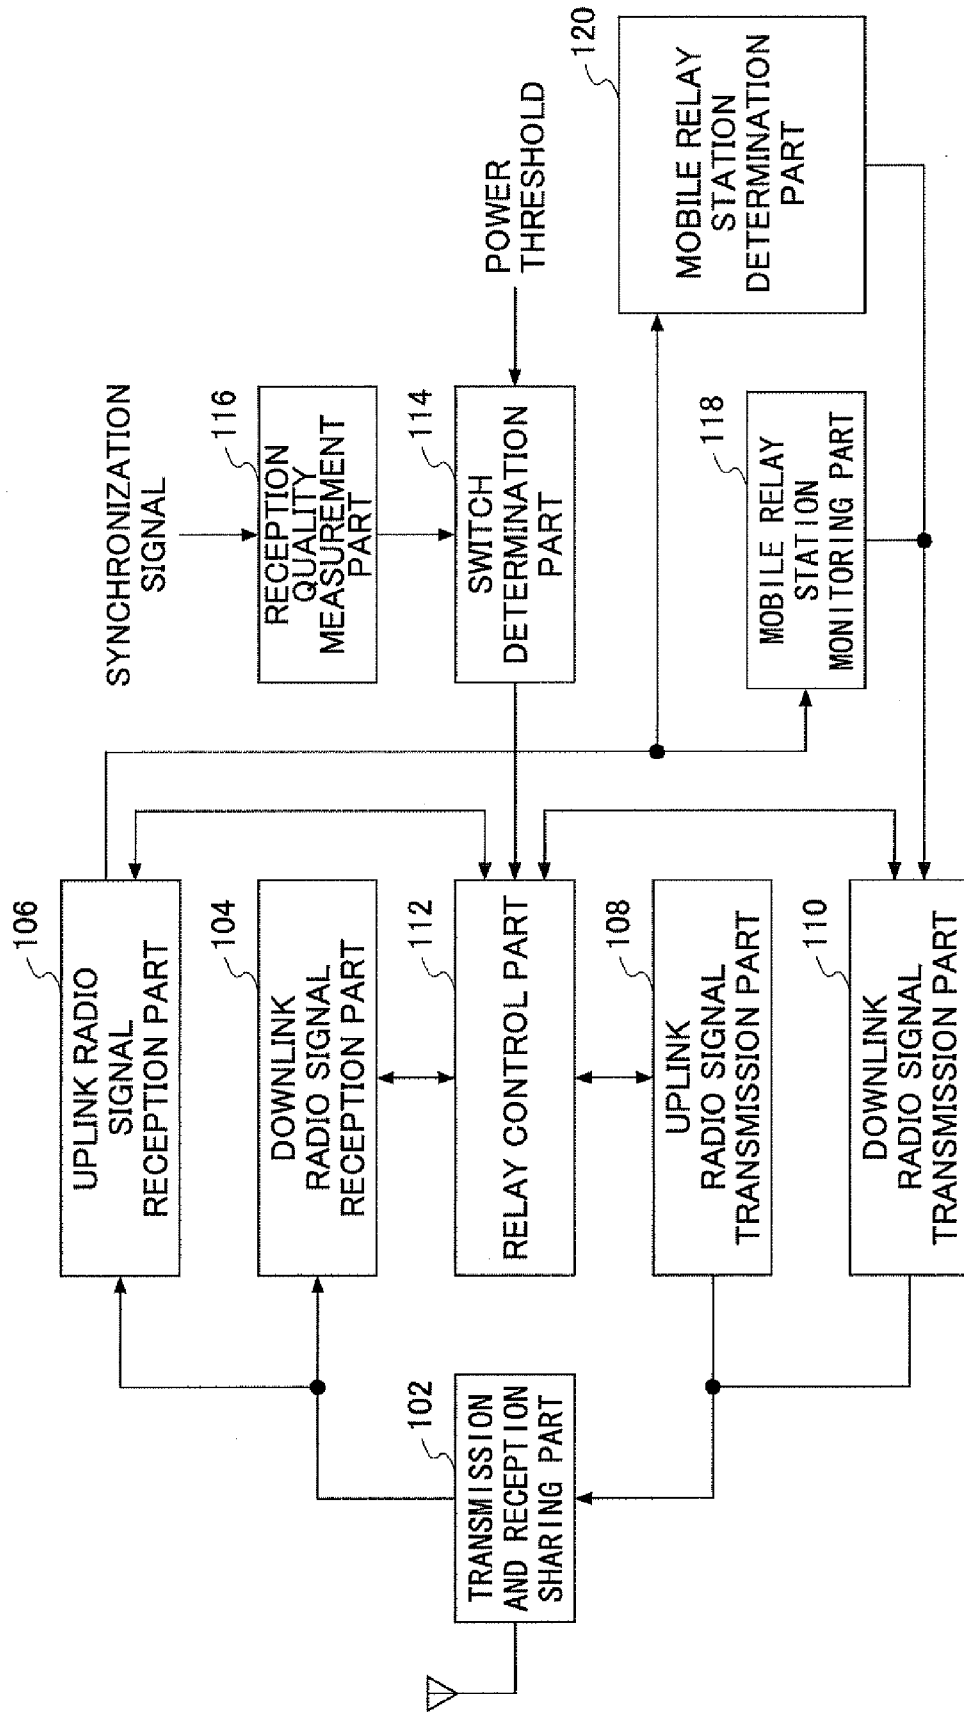 106
UPLINK RADIO
SIGNAL
RECEPTION PART
104
DOWNLINK
RADIO SIGNAL
RECEPTION PART
102
TRANSMISSION
AND RECEPTION
SHARING PART
112
RELAY CONTROL PART
108
UPLINK
RADIO SIGNAL
TRANSMISSION PART
110
DOWNLINK
RADIO SIGNAL
TRANSMISSION PART
SYNCHRONIZATION
SIGNAL
116
RECEPTION
QUALITY
MEASUREMENT
PART
114
SWITCH
DETERMINATION
PART
POWER
THRESHOLD
118
MOBILE RELAY
STATION
MONITORING PART
120
MOBILE RELAY
STATION
DETERMINATION
PART